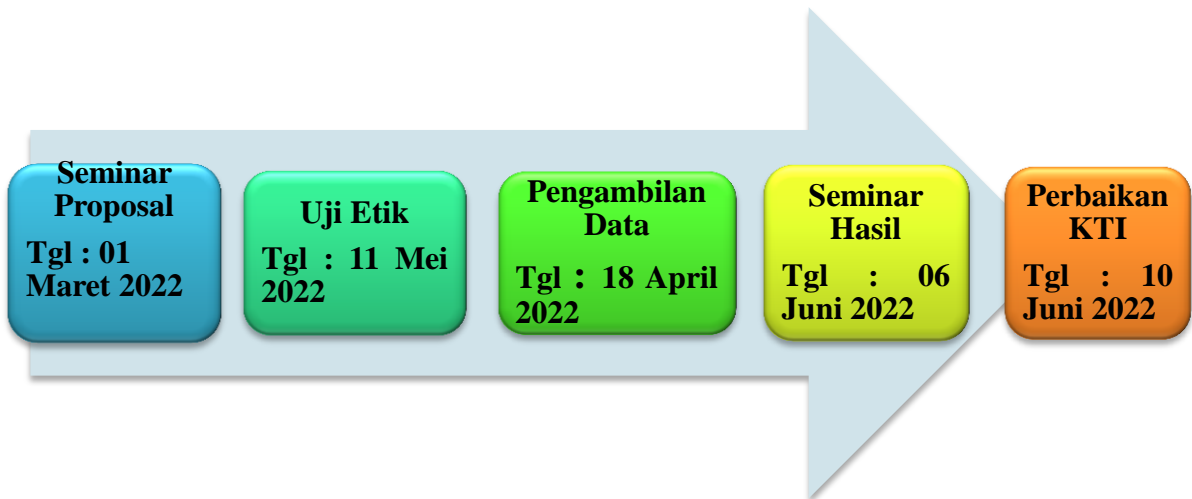 Seminar
Proposal
Tgl : 01
Maret 2022
Uji Etik
Tgl : 11 Mei
2022
Pengambilan
Data
Tgl : 18 April
2022
Seminar
Hasil
Tgl : 06
Juni 2022
Perbaikan
KTI
Tgl : 10
Juni 2022